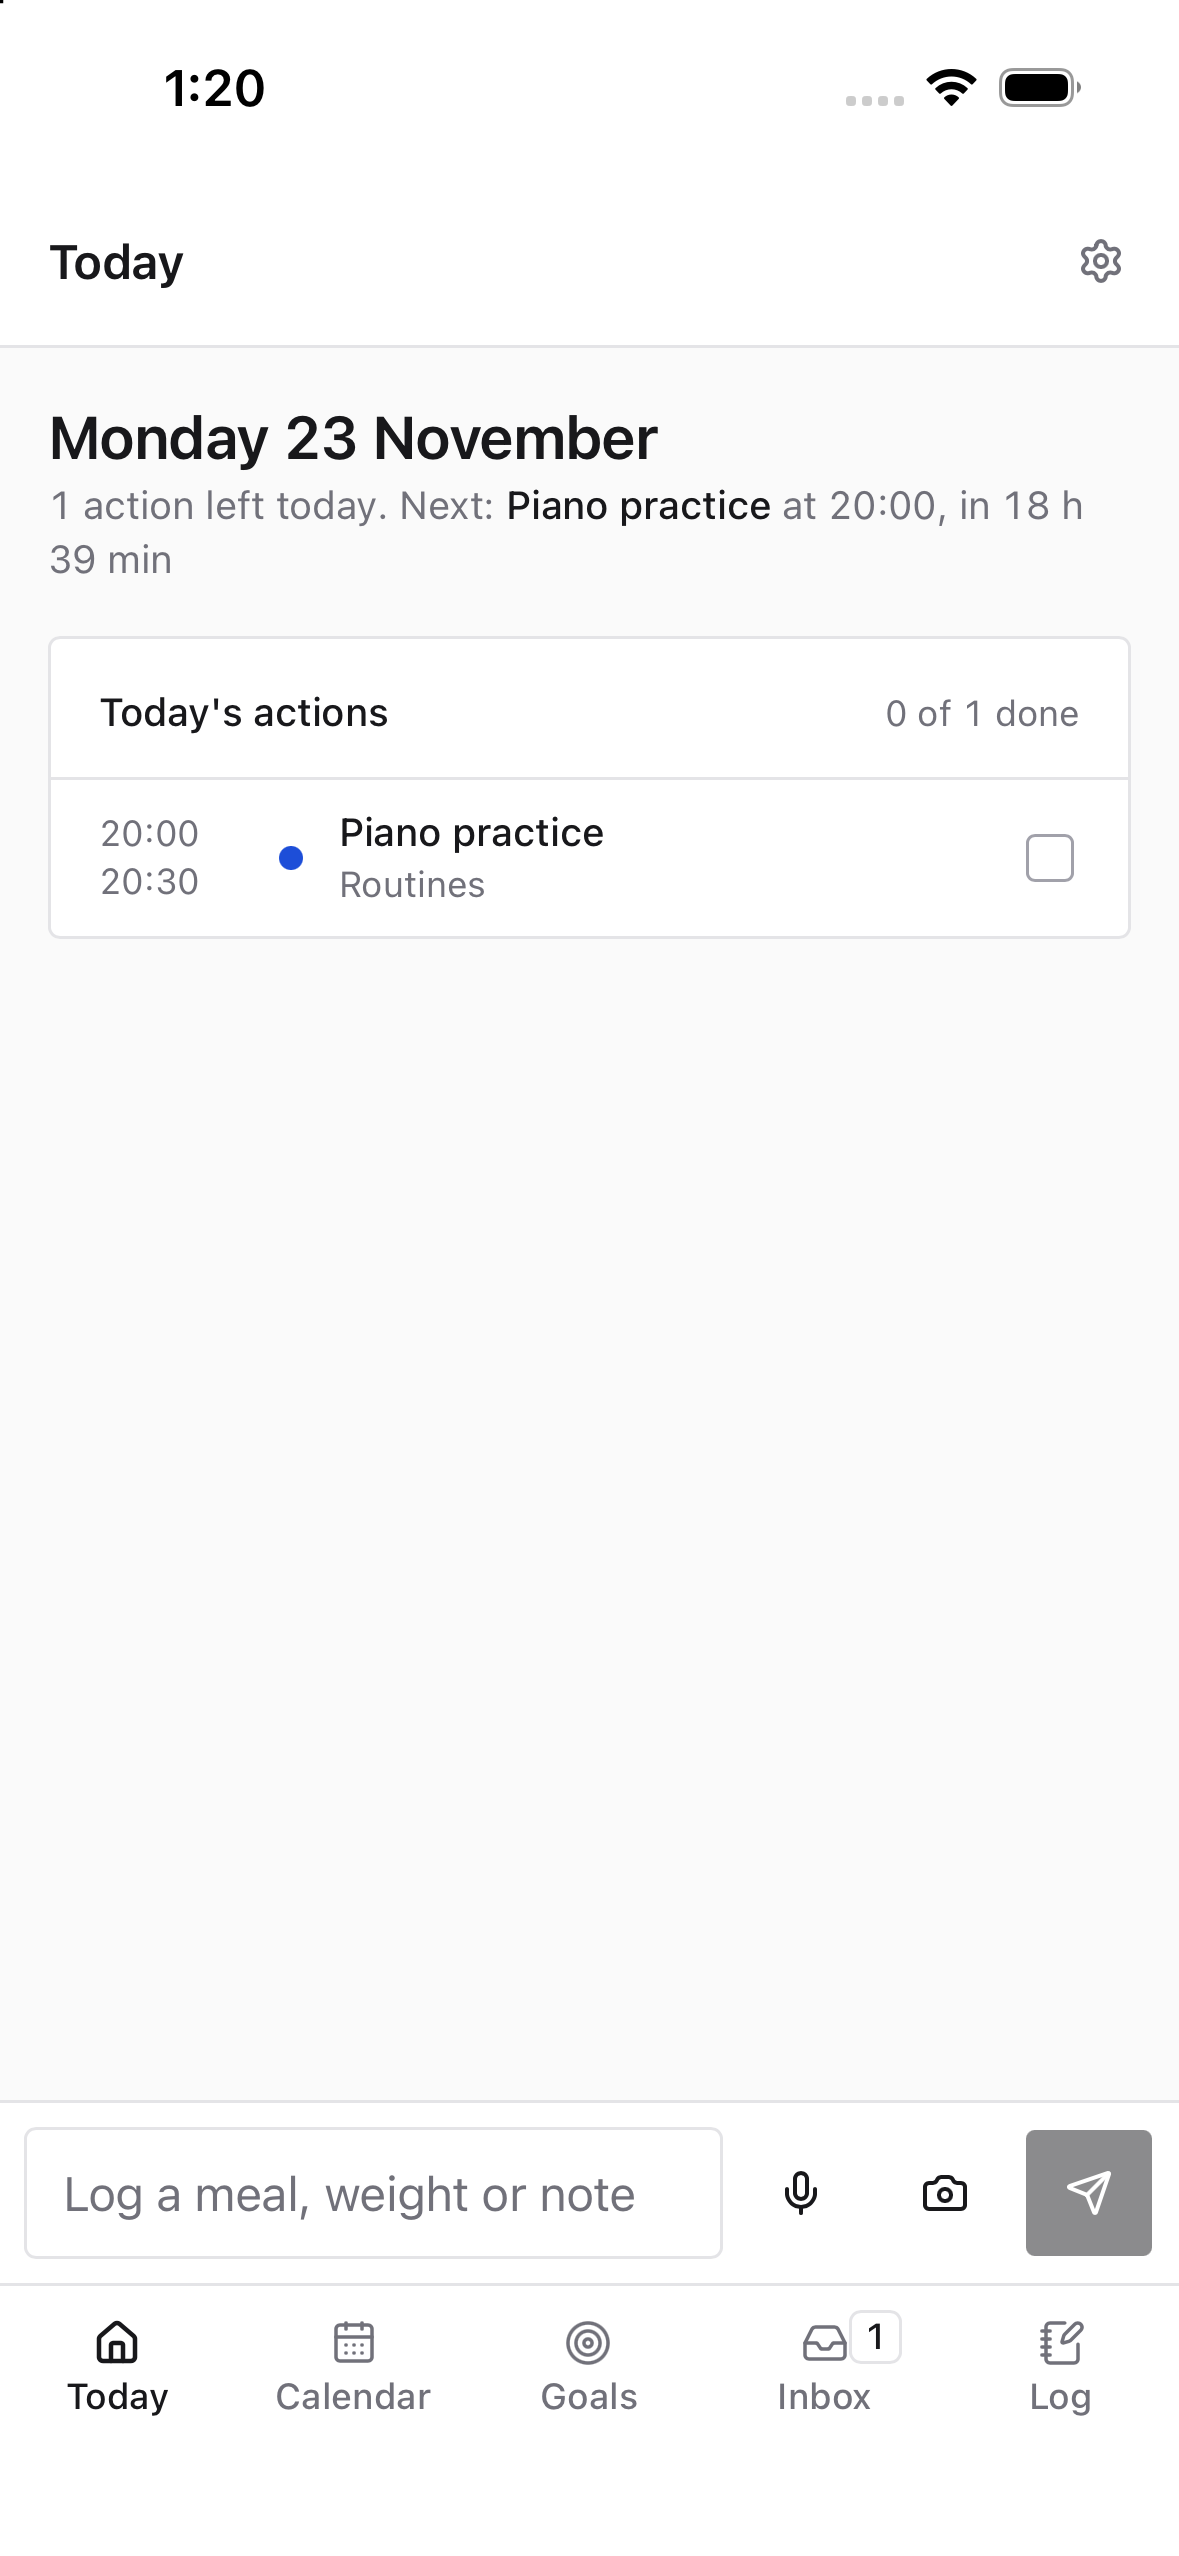 1:20
Today
Monday 23 November
1 action left today. Next: Piano practice at 20:00, in 18 h
39 min
Today's actions
0 of 1 done
20:00
20:30
Piano practice
Routines
Log a meal, weight or note
Today
Calendar
Goals
1
Inbox
Log